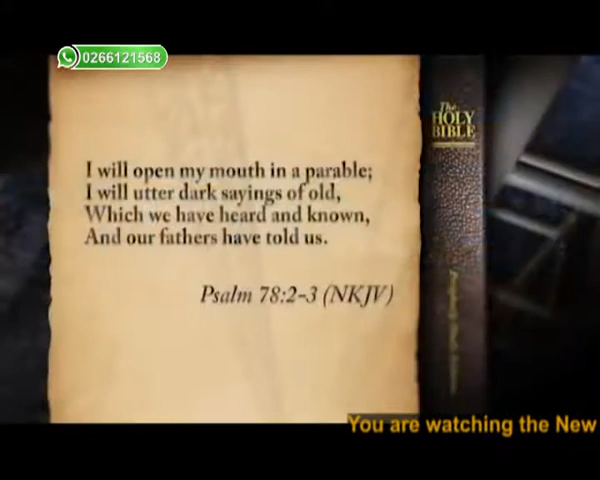 0266121568
I will open my mouth in a parable;
I will utter dark sayings of old,
Which we have heard and known,
And our fathers have told us.
Psalm 78:2-3 (NKJV)
The
HOLY
BIBLE
You are watching the New